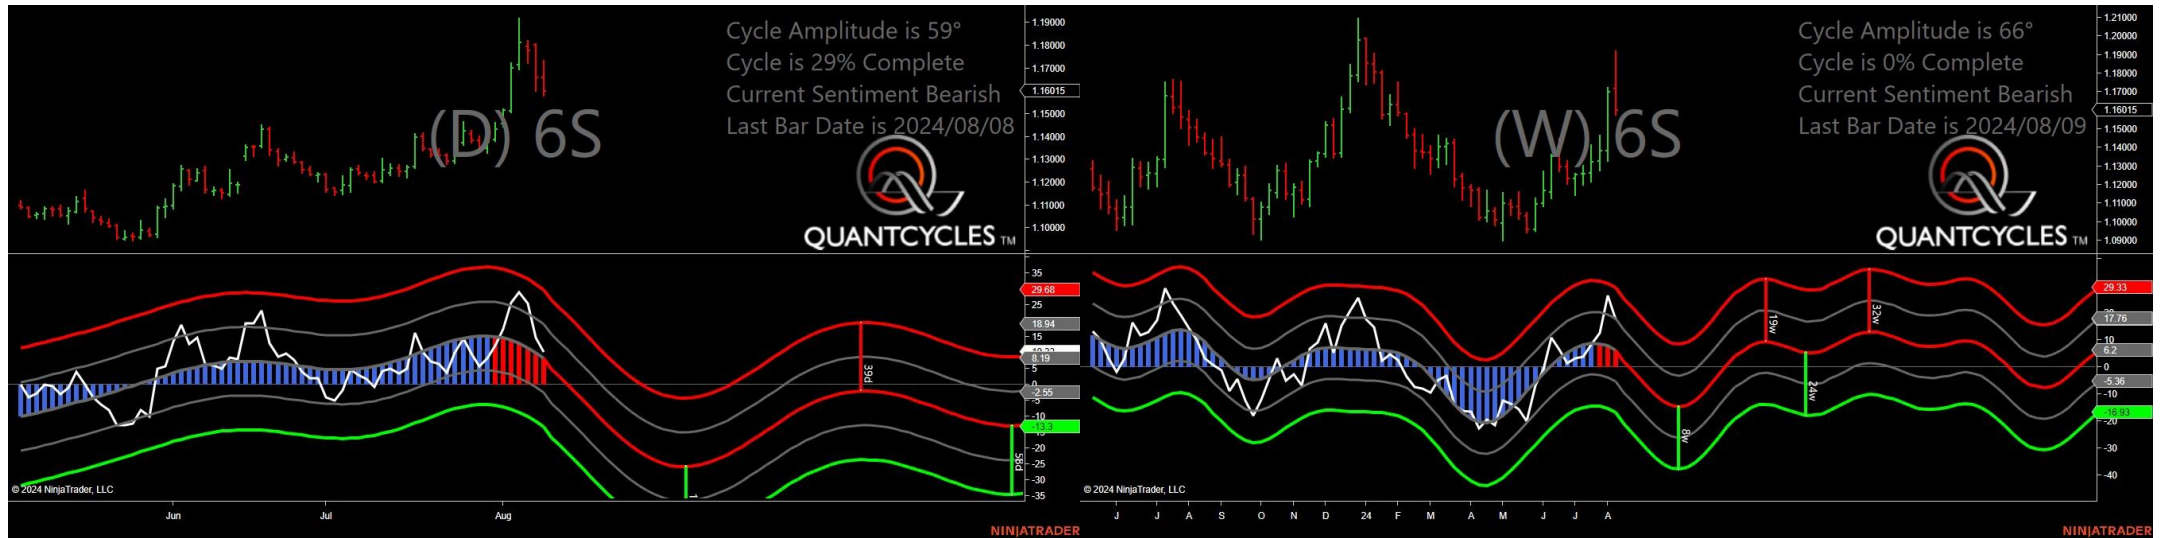 Cycle Amplitude is 59°
Cycle is 29% Complete
Current Sentiment Bearish
Last Bar Date is 2024/08/08
(D) 6S
QUANTCYCLES TM
1.19000
1.18000
1.17000
1.16015
1.15000
1.14000
1.13000
1.12000
1.11000
1.10000
35
29.68
25
18.94
15
8.19
5
0
-2.55
-5
-10
-13.3
-20
-25
-30
-35
39d
58d
© 2024 NinjaTrader, LLC
Jun
Jul
Aug
NINJATRADER
Cycle Amplitude is 66°
Cycle is 0% Complete
Current Sentiment Bearish
Last Bar Date is 2024/08/09
(W) 6S
QUANTCYCLES TM
1.21000
1.20000
1.19000
1.18000
1.17000
1.16015
1.15000
1.14000
1.13000
1.12000
1.11000
1.10000
1.09000
29.33
17.76
10
6.2
0
-5.36
-10
-16.93
-20
-30
-40
19w
32w
24w
8w
© 2024 NinjaTrader, LLC
J
J
A
S
O
N
D
24
F
M
A
M
J
J
A
NINJATRADER